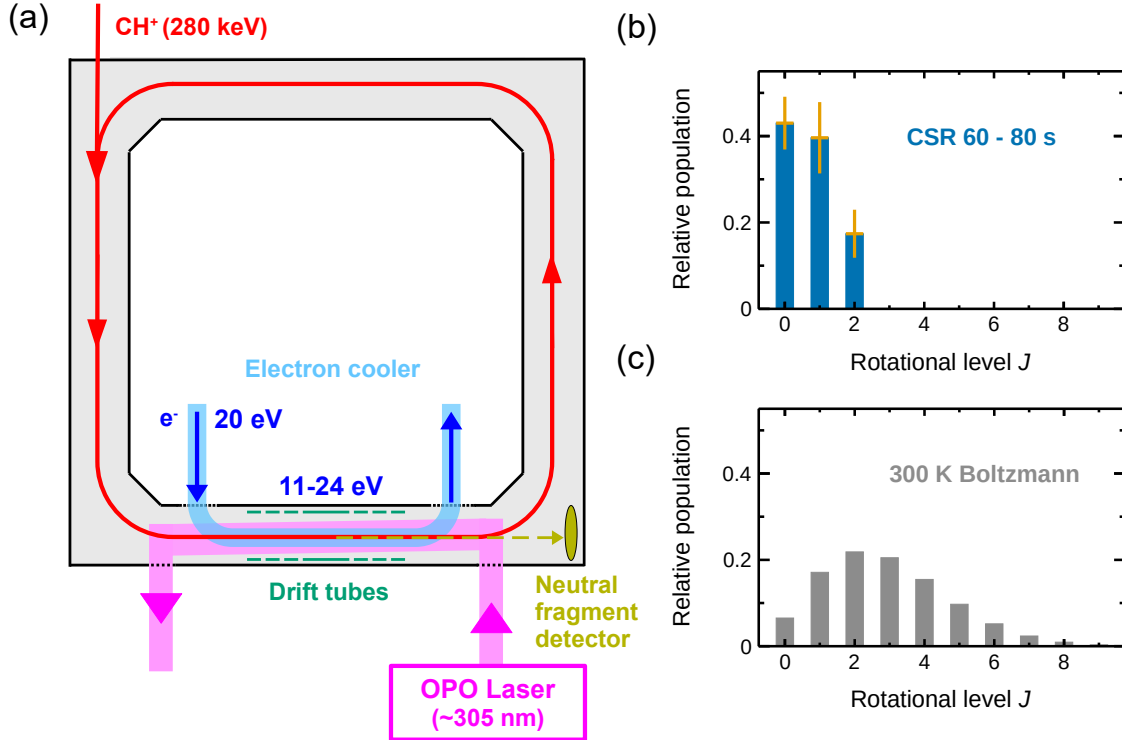 (a)
CH⁺ (280 keV)
Electron cooler
e⁻ 20 eV
11-24 eV
Drift tubes
Neutral
fragment
detector
OPO Laser
(~305 nm)
(b)
Relative population
0.4
0.2
0
CSR 60 - 80 s
0 2 4 6 8
Rotational level J
(c)
Relative population
0.4
0.2
0
300 K Boltzmann
0 2 4 6 8
Rotational level J